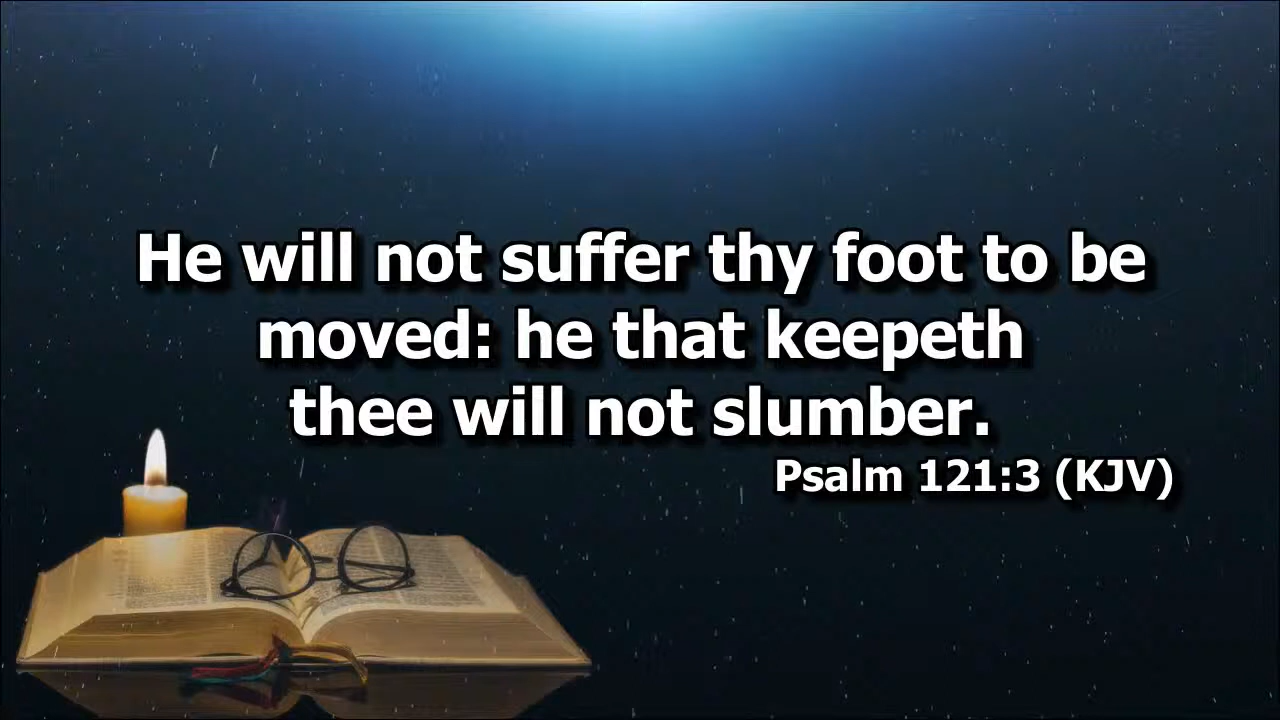 He will not suffer thy foot to be
moved: he that keepeth
thee will not slumber.
Psalm 121:3 (KJV)